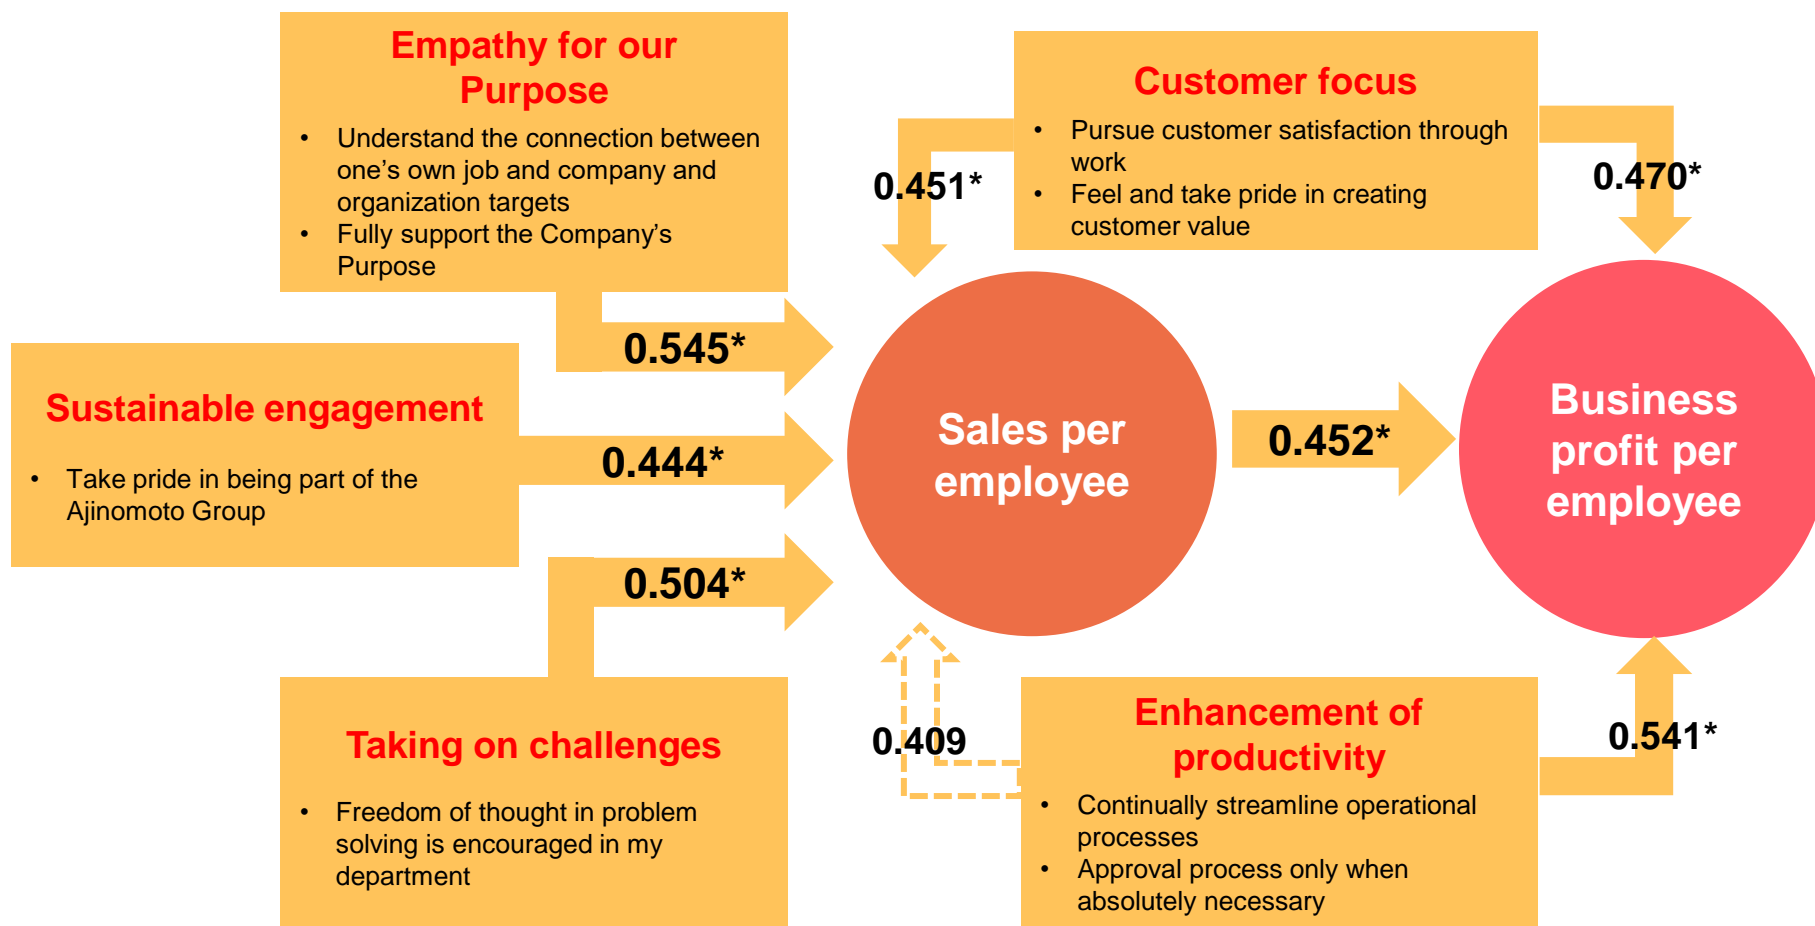 Empathy for our
Purpose
• Understand the connection between
one’s own job and company and
organization targets
• Fully support the Company’s
Purpose
Customer focus
• Pursue customer satisfaction through
work
• Feel and take pride in creating
customer value
0.451*
0.470*
0.545*
Sustainable engagement
• Take pride in being part of the
Ajinomoto Group
0.444*
Sales per
employee
0.452*
Business
profit per
employee
0.504*
Taking on challenges
• Freedom of thought in problem
solving is encouraged in my
department
0.409
Enhancement of
productivity
• Continually streamline operational
processes
• Approval process only when
absolutely necessary
0.541*